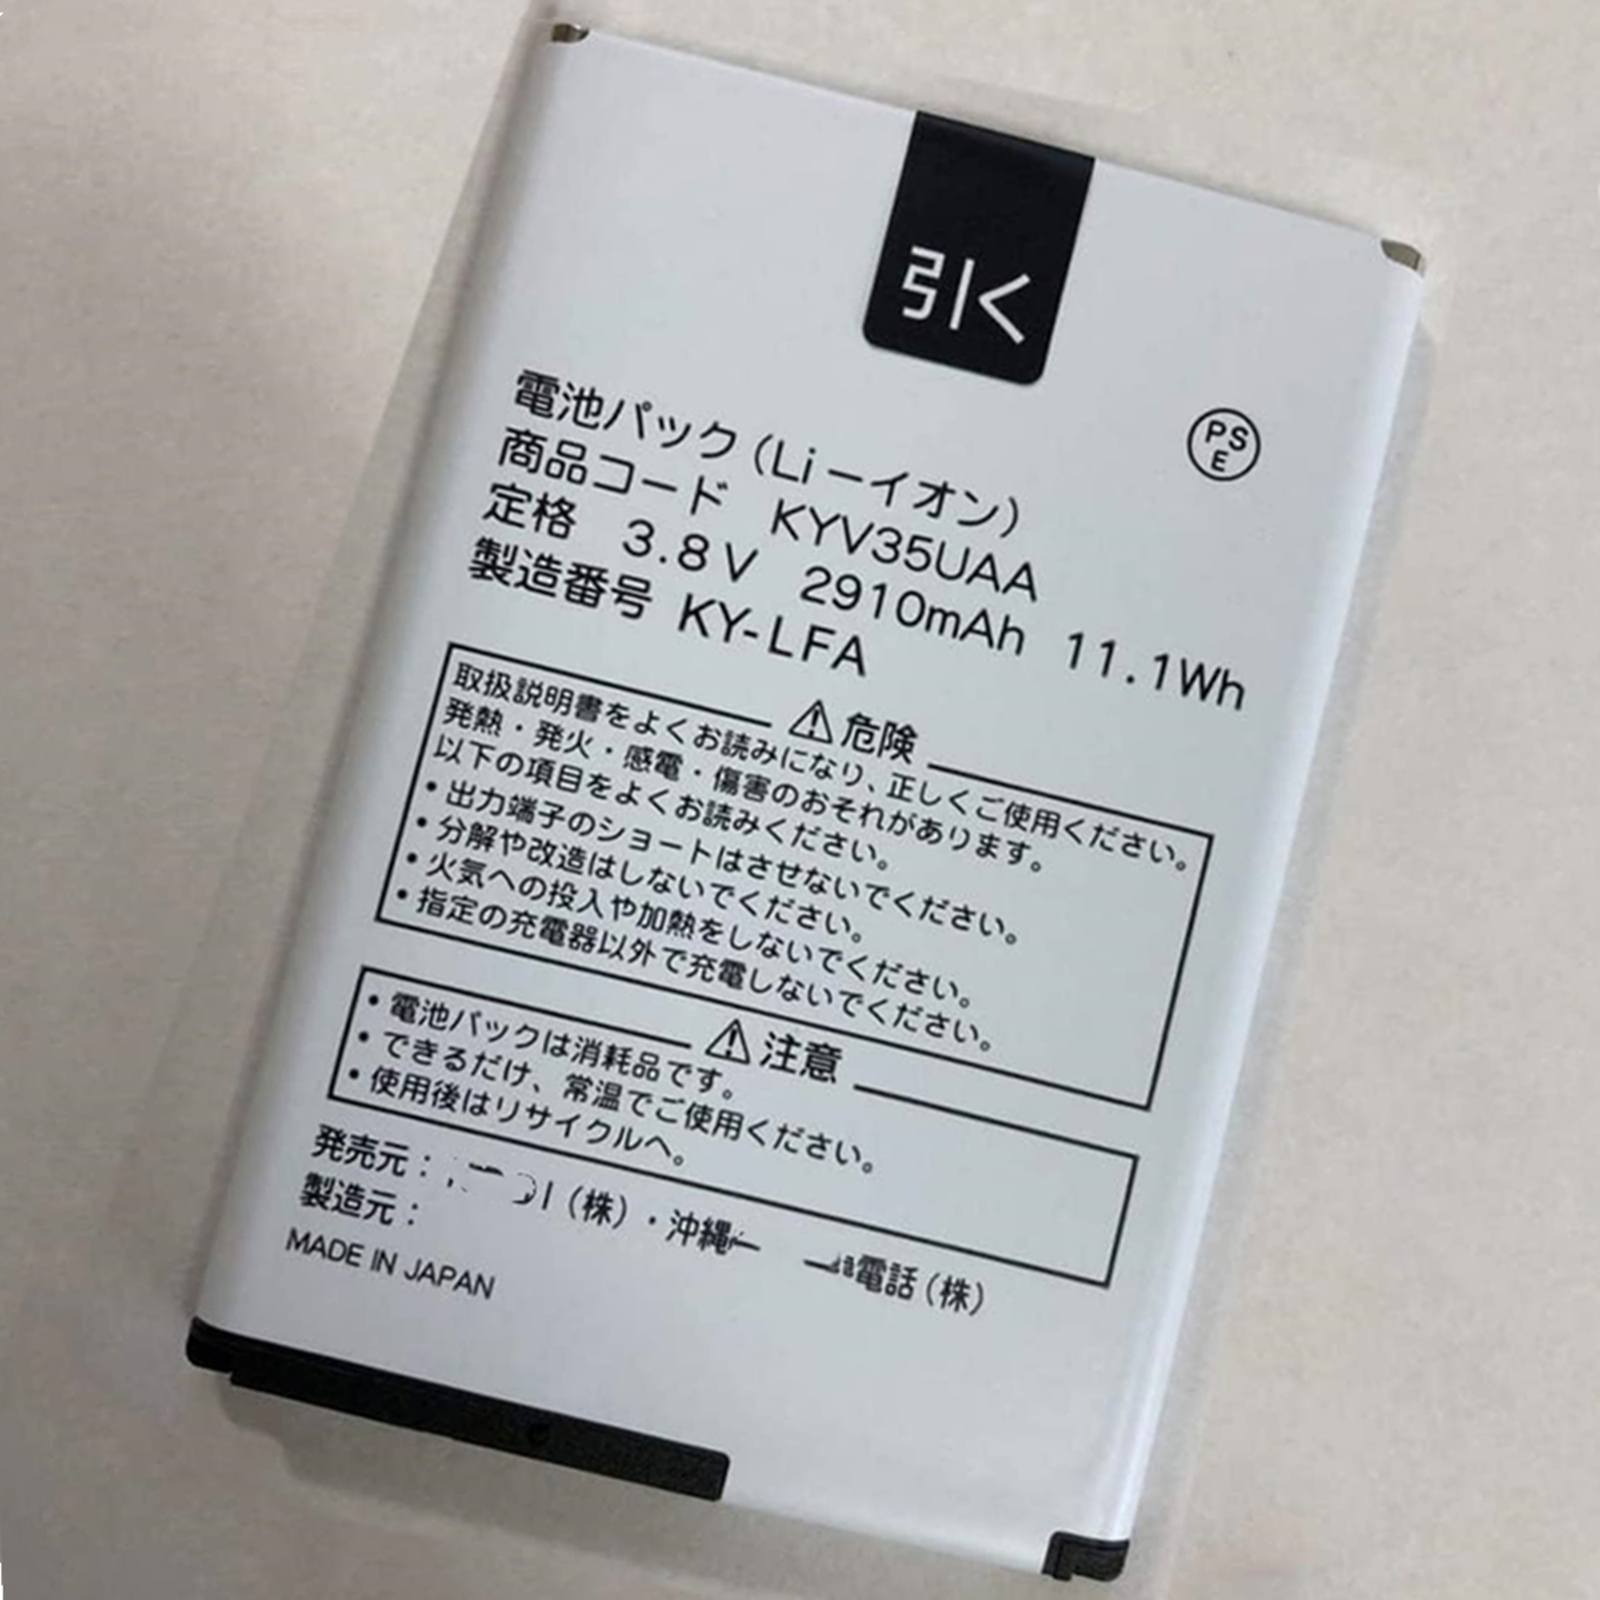 引く
PS
E
電池パック(Liーイオン)
商品コード KYV35UAA
定格 3.8V 2910mAh 11.1Wh
製造番号 KY-LFA
⚠危険
取扱説明書をよくお読みになり、正しくご使用ください。
発熱・発火・感電・傷害のおそれがあります。
以下の項目をよくお読みください。
・出力端子のショートはさせないでください。
・分解や改造はしないでください。
・火気への投入や加熱をしないでください。
・指定の充電器以外で充電しないでください。
⚠注意
・電池パックは消耗品です。
・できるだけ、常温でご使用ください。
・使用後はリサイクルへ。
発売元: I(株)・沖縄 電話(株)
製造元:
MADE IN JAPAN